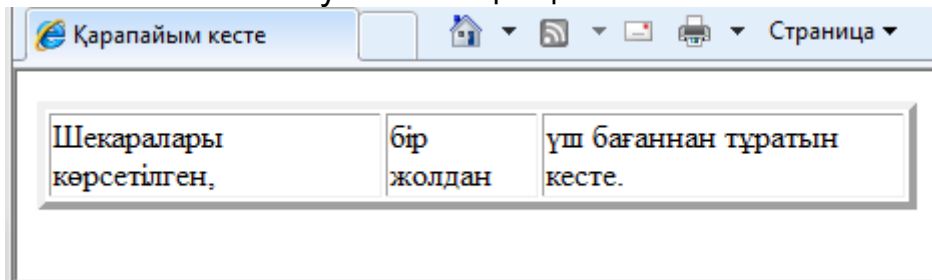 Қарапайым кесте
Страница
Шекаралары
көрсетілген,
бір
жолдан
үш бағаннан тұратын
кесте.